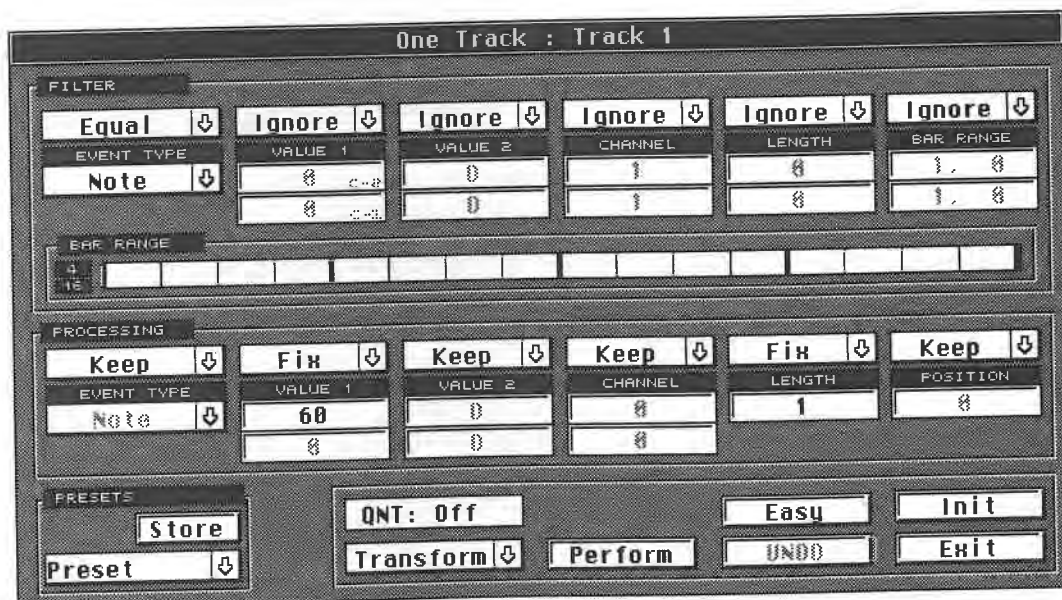 One Track : Track 1
FILTER
Equal Ignore Ignore Ignore Ignore Ignore
EVENT TYPE VALUE 1 VALUE 2 CHANNEL LENGTH BAR RANGE
Note 0 0 1 0 1, 0
0 0 1 0 1, 0
BAR RANGE
4
16
PROCESSING
Keep Fix Keep Keep Fix Keep
EVENT TYPE VALUE 1 VALUE 2 CHANNEL LENGTH POSITION
Note 60 0 0 1 0
0 0 0
PRESETS
Store QNT: Off Easy Init
Preset Transform Perform UNDO Exit